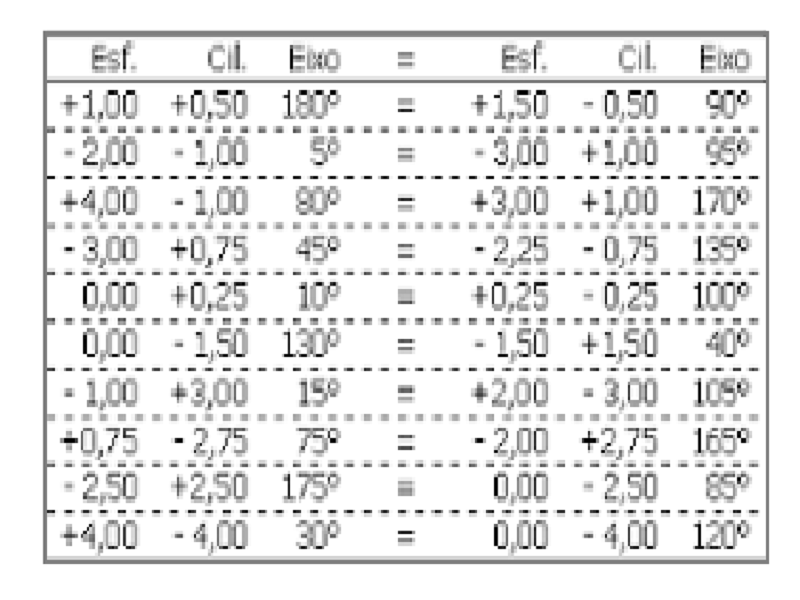 Esf. Cil. Eixo = Esf. Cil. Eixo
+1,00 +0,50 180º = +1,50 - 0,50 90º
- 2,00 - 1,00 5º = - 3,00 +1,00 95º
+4,00 - 1,00 80º = +3,00 +1,00 170º
- 3,00 +0,75 45º = - 2,25 - 0,75 135º
0,00 +0,25 10º = +0,25 - 0,25 100º
0,00 - 1,50 130º = - 1,50 +1,50 40º
- 1,00 +3,00 15º = +2,00 - 3,00 105º
+0,75 - 2,75 75º = - 2,00 +2,75 165º
- 2,50 +2,50 175º = 0,00 - 2,50 85º
+4,00 - 4,00 30º = 0,00 - 4,00 120º